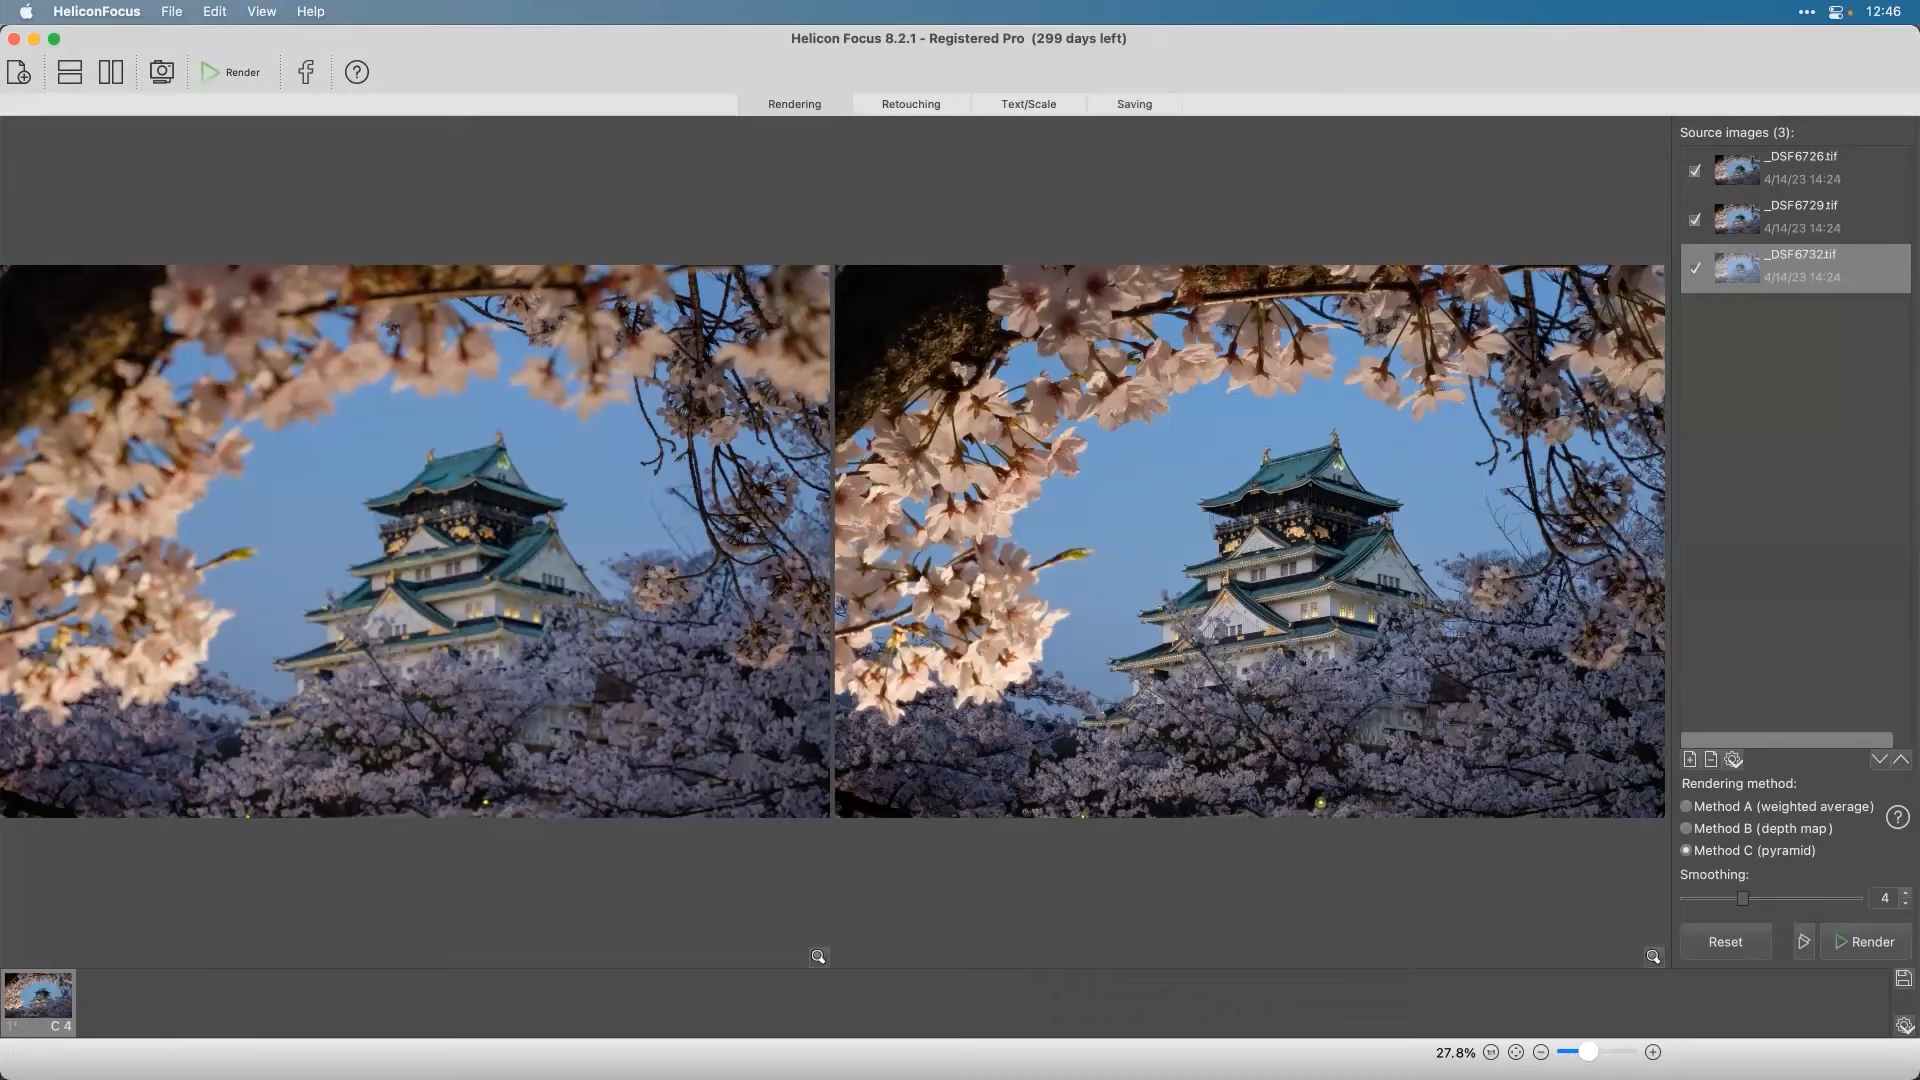 HeliconFocus File Edit View Help
12:46
Helicon Focus 8.2.1 - Registered Pro (299 days left)
Render
Rendering Retouching Text/Scale Saving
Source images (3):
_DSF6726.tif
4/14/23 14:24
_DSF6729.tif
4/14/23 14:24
_DSF6732.tif
4/14/23 14:24
Rendering method:
Method A (weighted average)
Method B (depth map)
Method C (pyramid)
Smoothing:
4
Reset Render
1* C 4
27.8%